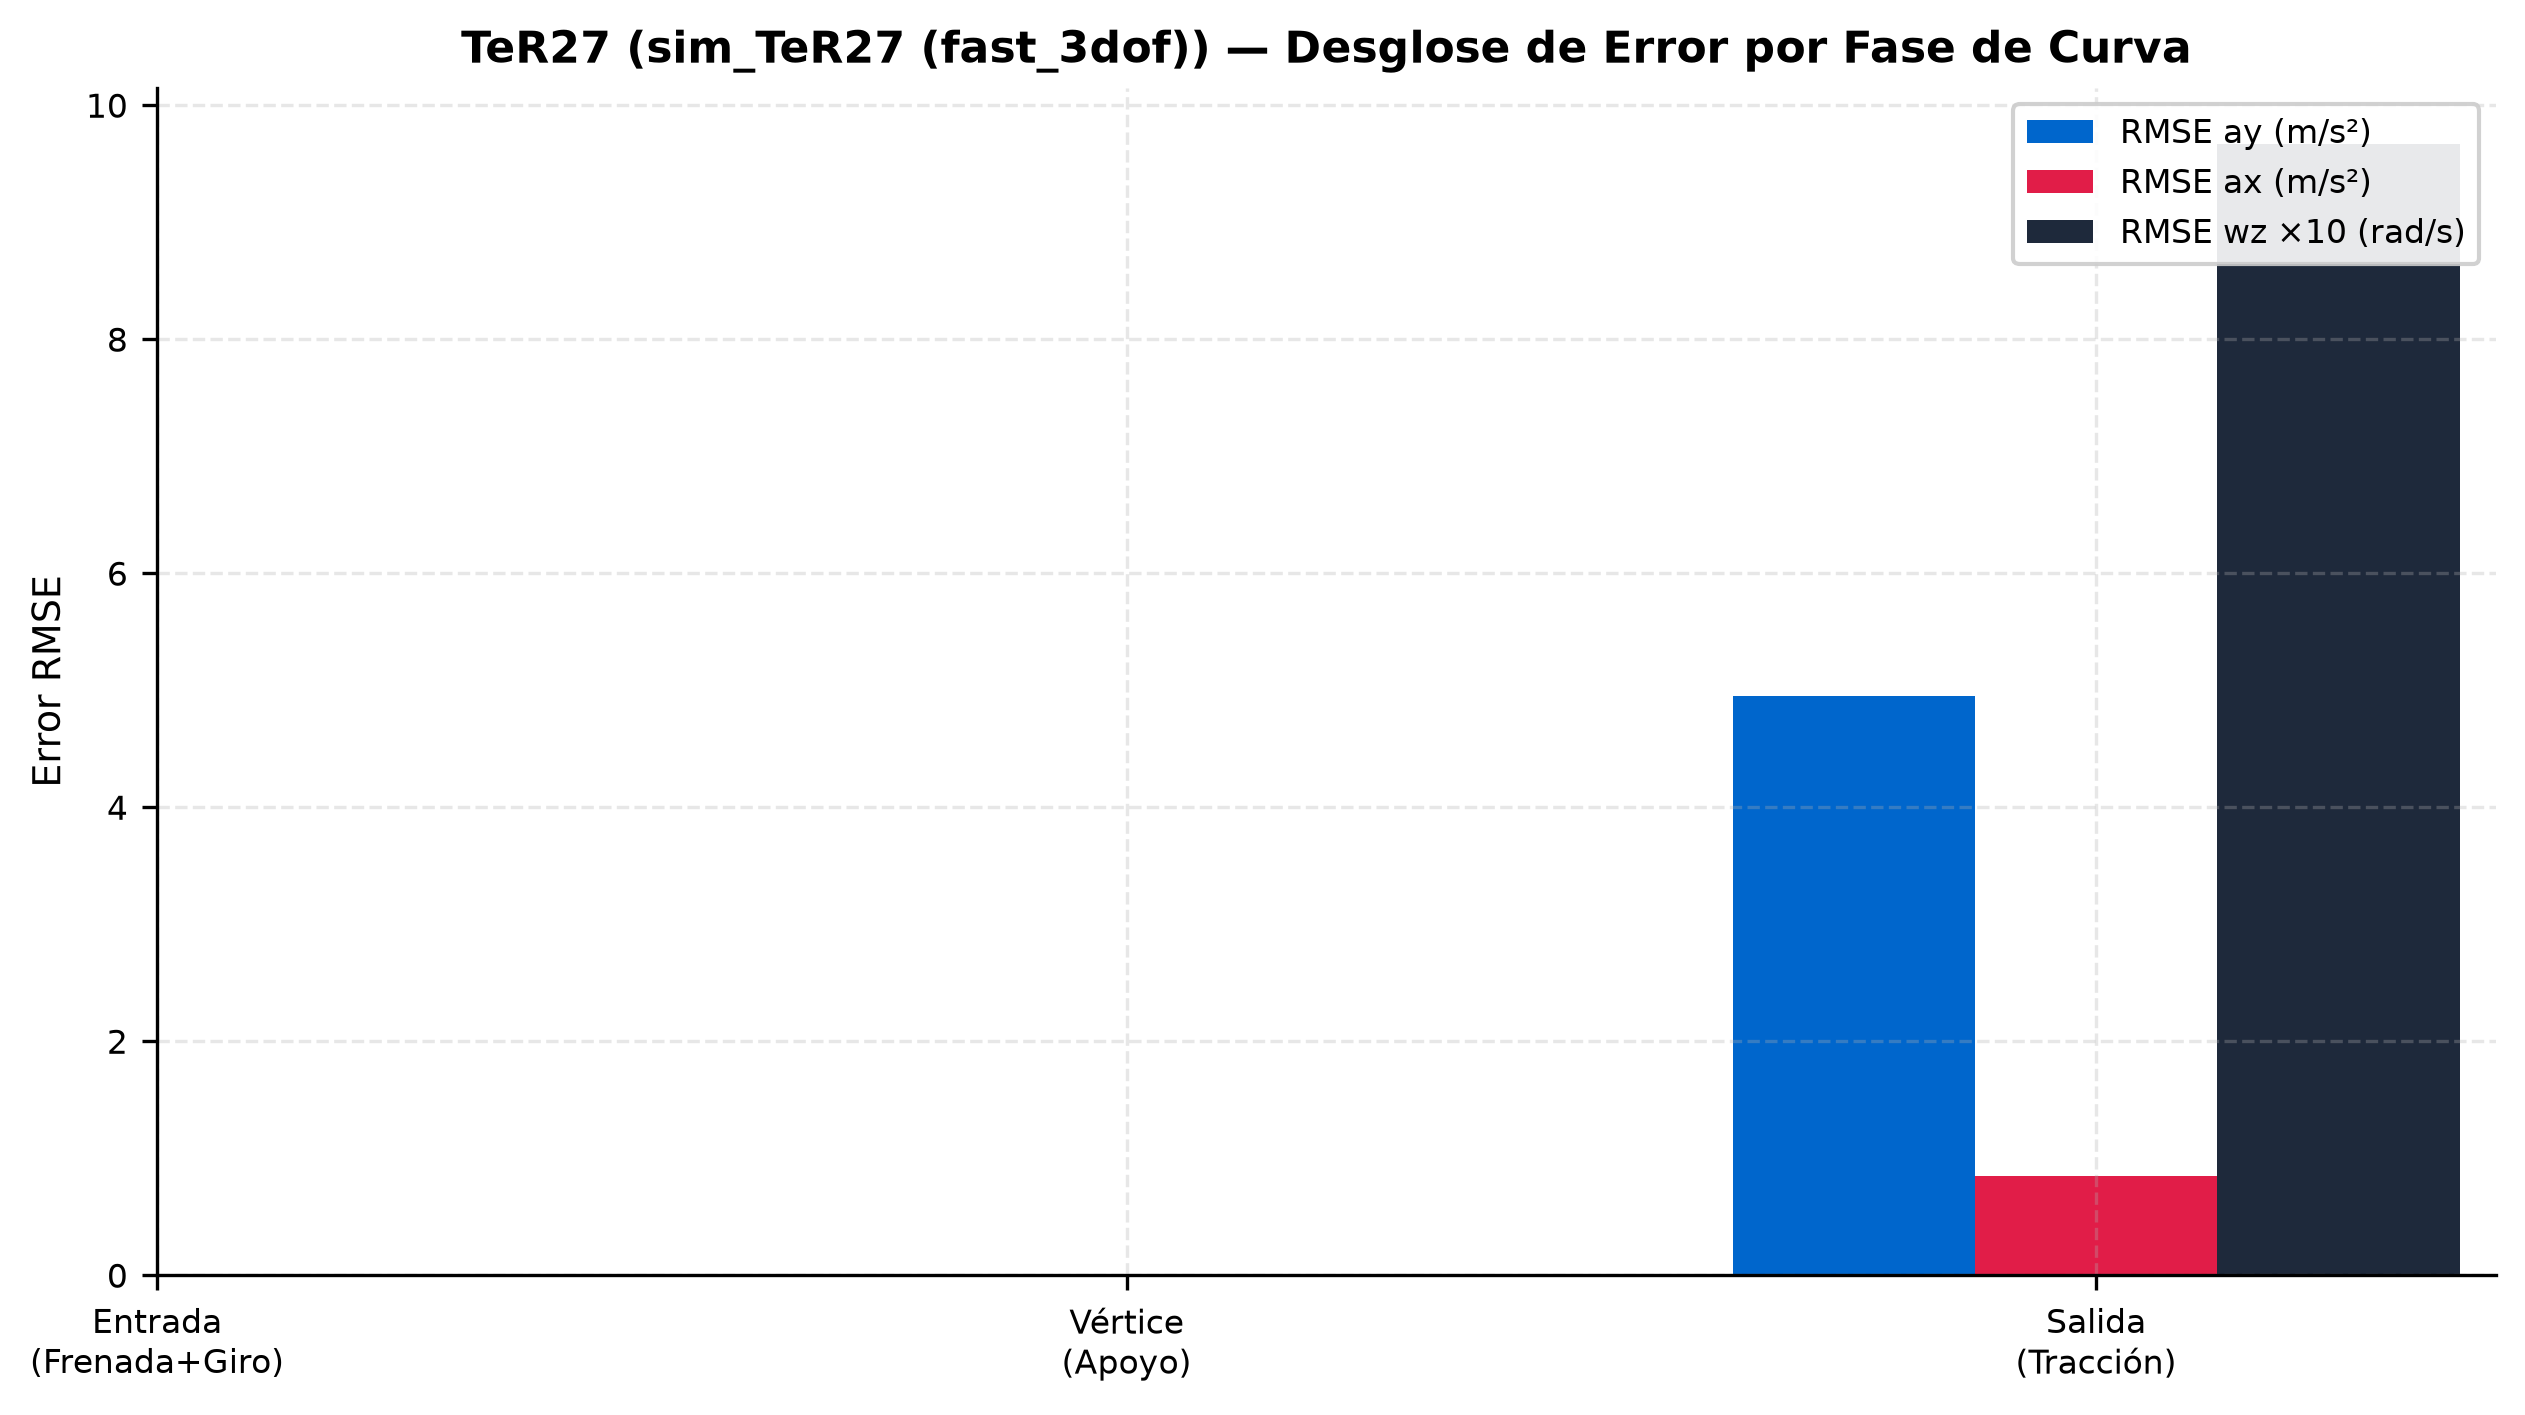 TeR27 (sim_TeR27 (fast_3dof)) — Desglose de Error por Fase de Curva
RMSE ay (m/s²)
RMSE ax (m/s²)
RMSE wz ×10 (rad/s)
Error RMSE
10
8
6
4
2
0
Entrada
(Frenada+Giro)
Vértice
(Apoyo)
Salida
(Tracción)